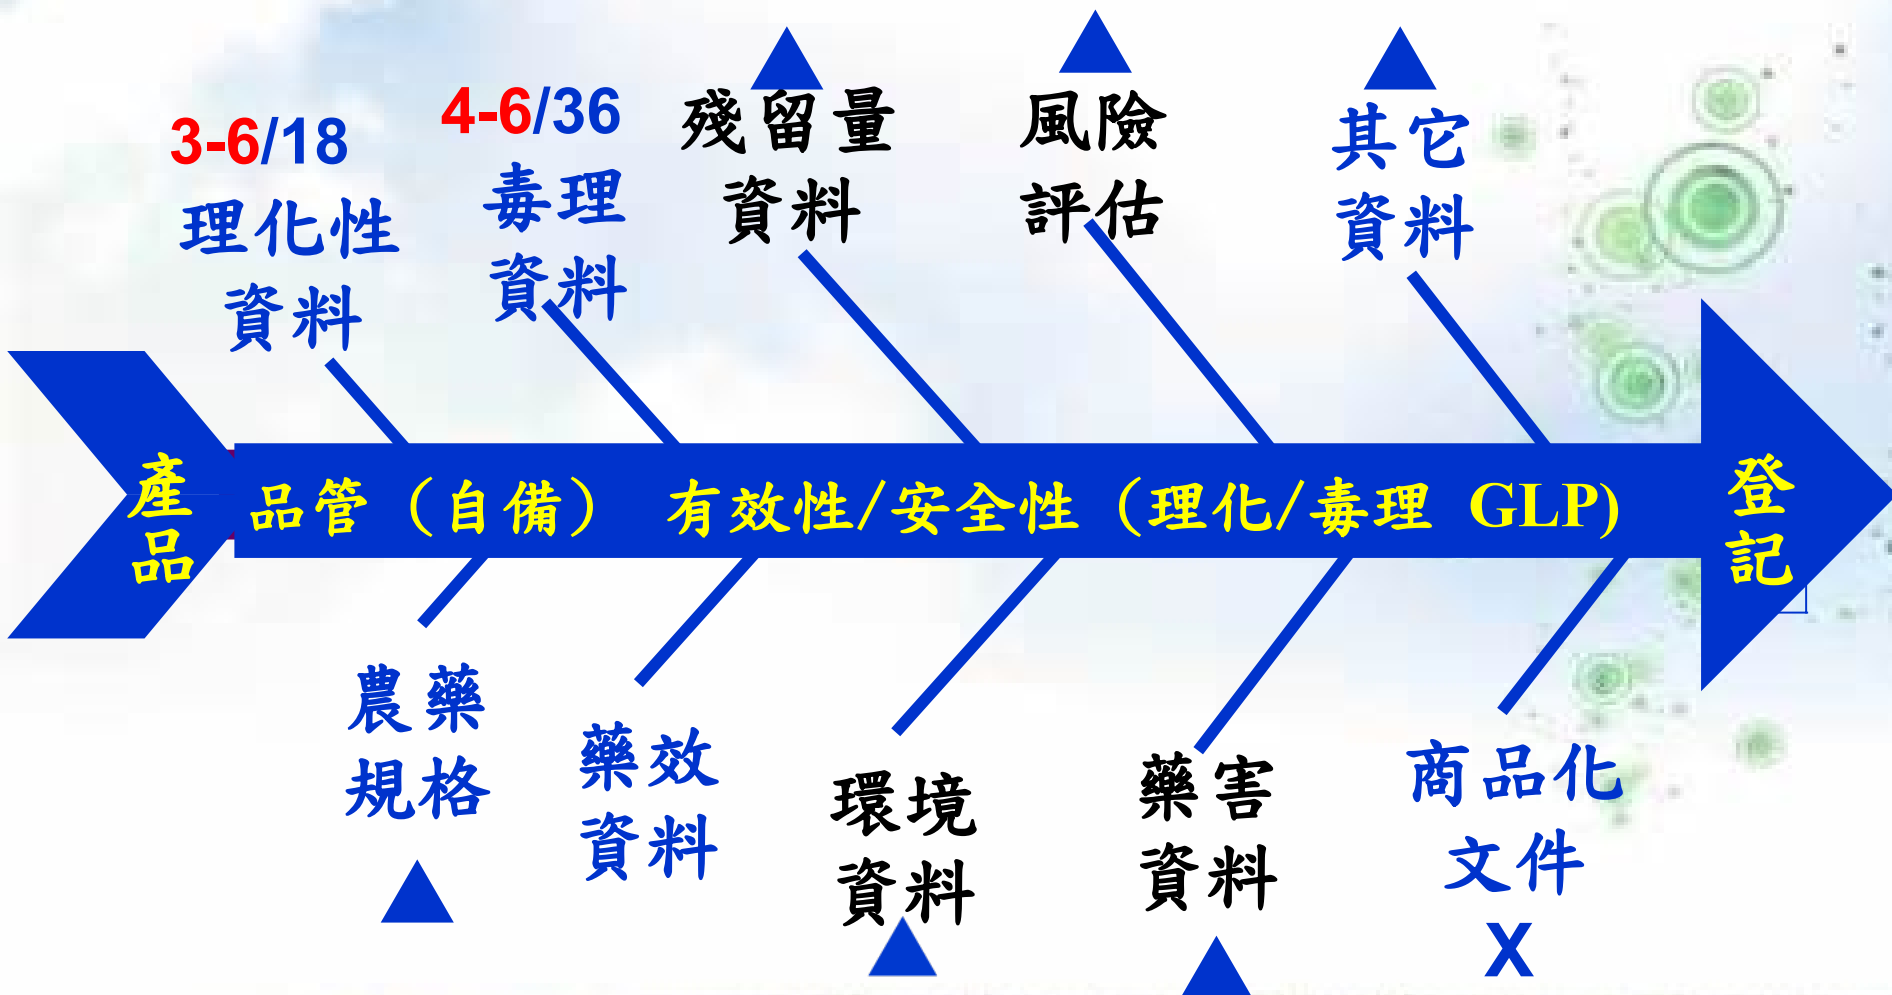 3-6/18
理化性
資料
4-6/36
毒理
資料
殘留量
資料
風險
評估
其它
資料
產品
品管（自備） 有效性/安全性（理化/毒理 GLP)
登記
農藥
規格
藥效
資料
環境
資料
藥害
資料
商品化
文件
X